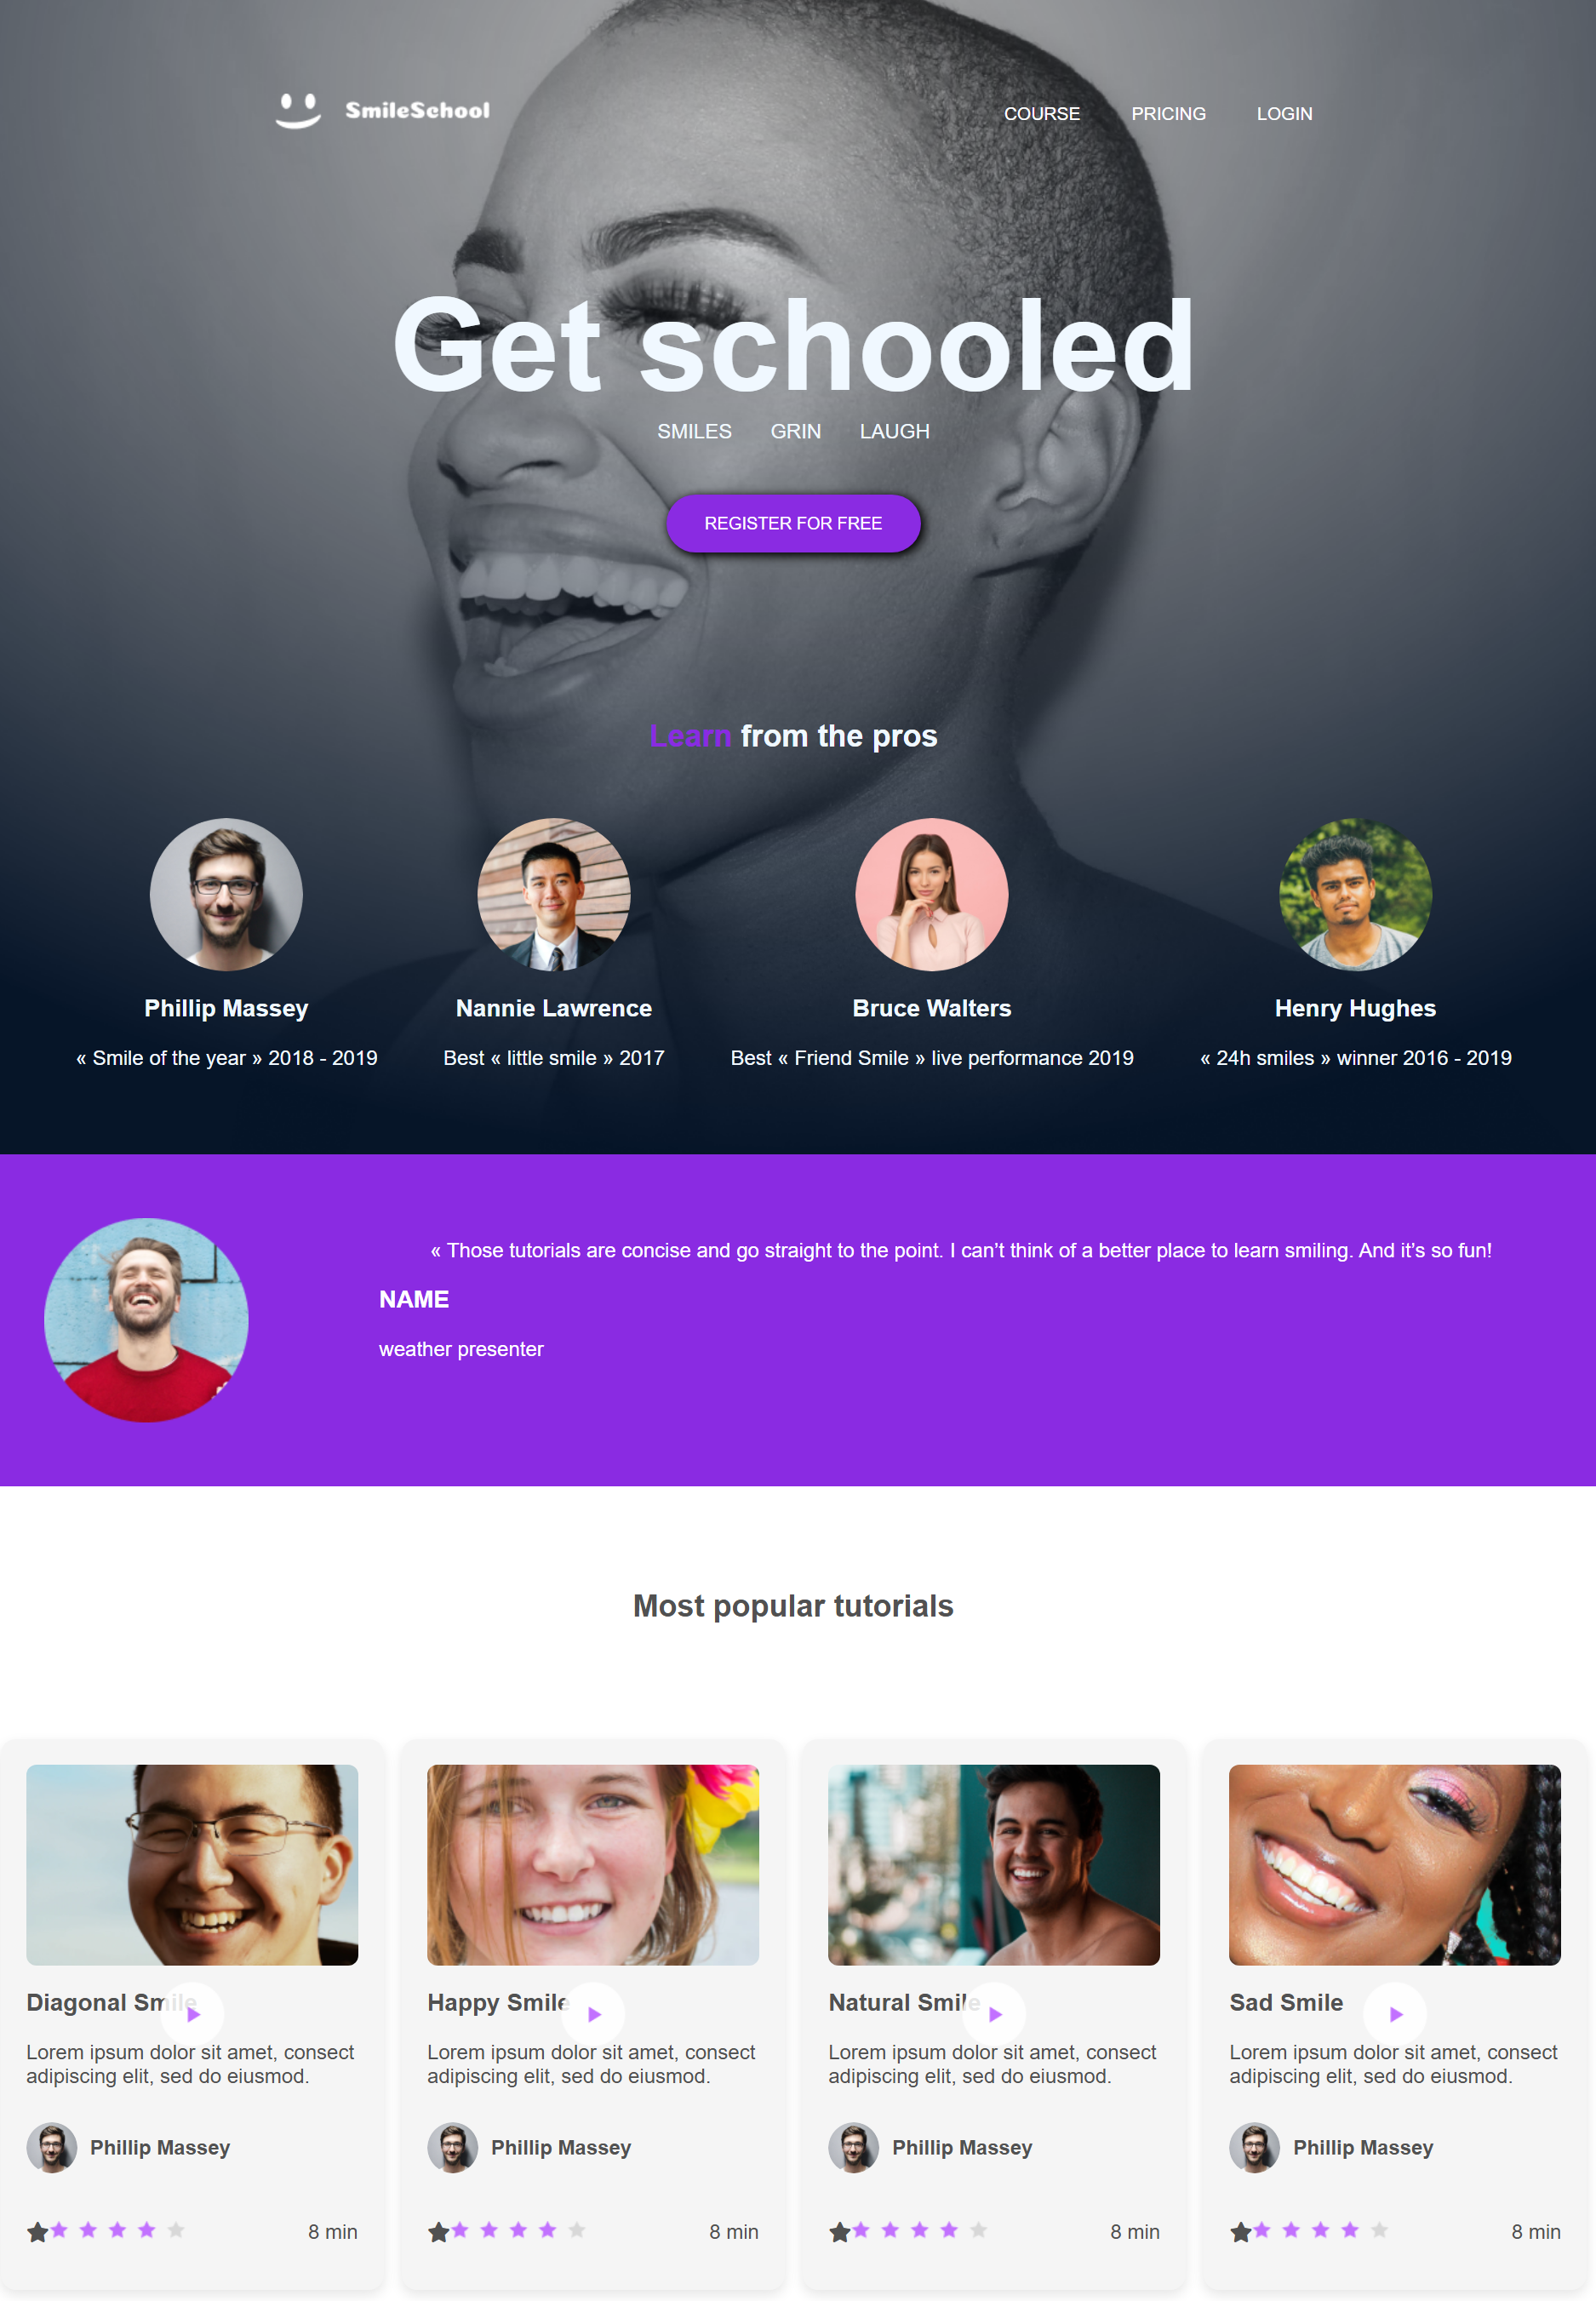 SmileSchool
COURSE PRICING LOGIN
Get schooled
SMILES GRIN LAUGH
REGISTER FOR FREE
Learn from the pros
Phillip Massey
« Smile of the year » 2018 - 2019
Nannie Lawrence
Best « little smile » 2017
Bruce Walters
Best « Friend Smile » live performance 2019
Henry Hughes
« 24h smiles » winner 2016 - 2019
« Those tutorials are concise and go straight to the point. I can’t think of a better place to learn smiling. And it’s so fun!
NAME
weather presenter
Most popular tutorials
Diagonal Smile
Lorem ipsum dolor sit amet, consect
adipiscing elit, sed do eiusmod.
Phillip Massey
8 min
Happy Smile
Lorem ipsum dolor sit amet, consect
adipiscing elit, sed do eiusmod.
Phillip Massey
8 min
Natural Smile
Lorem ipsum dolor sit amet, consect
adipiscing elit, sed do eiusmod.
Phillip Massey
8 min
Sad Smile
Lorem ipsum dolor sit amet, consect
adipiscing elit, sed do eiusmod.
Phillip Massey
8 min